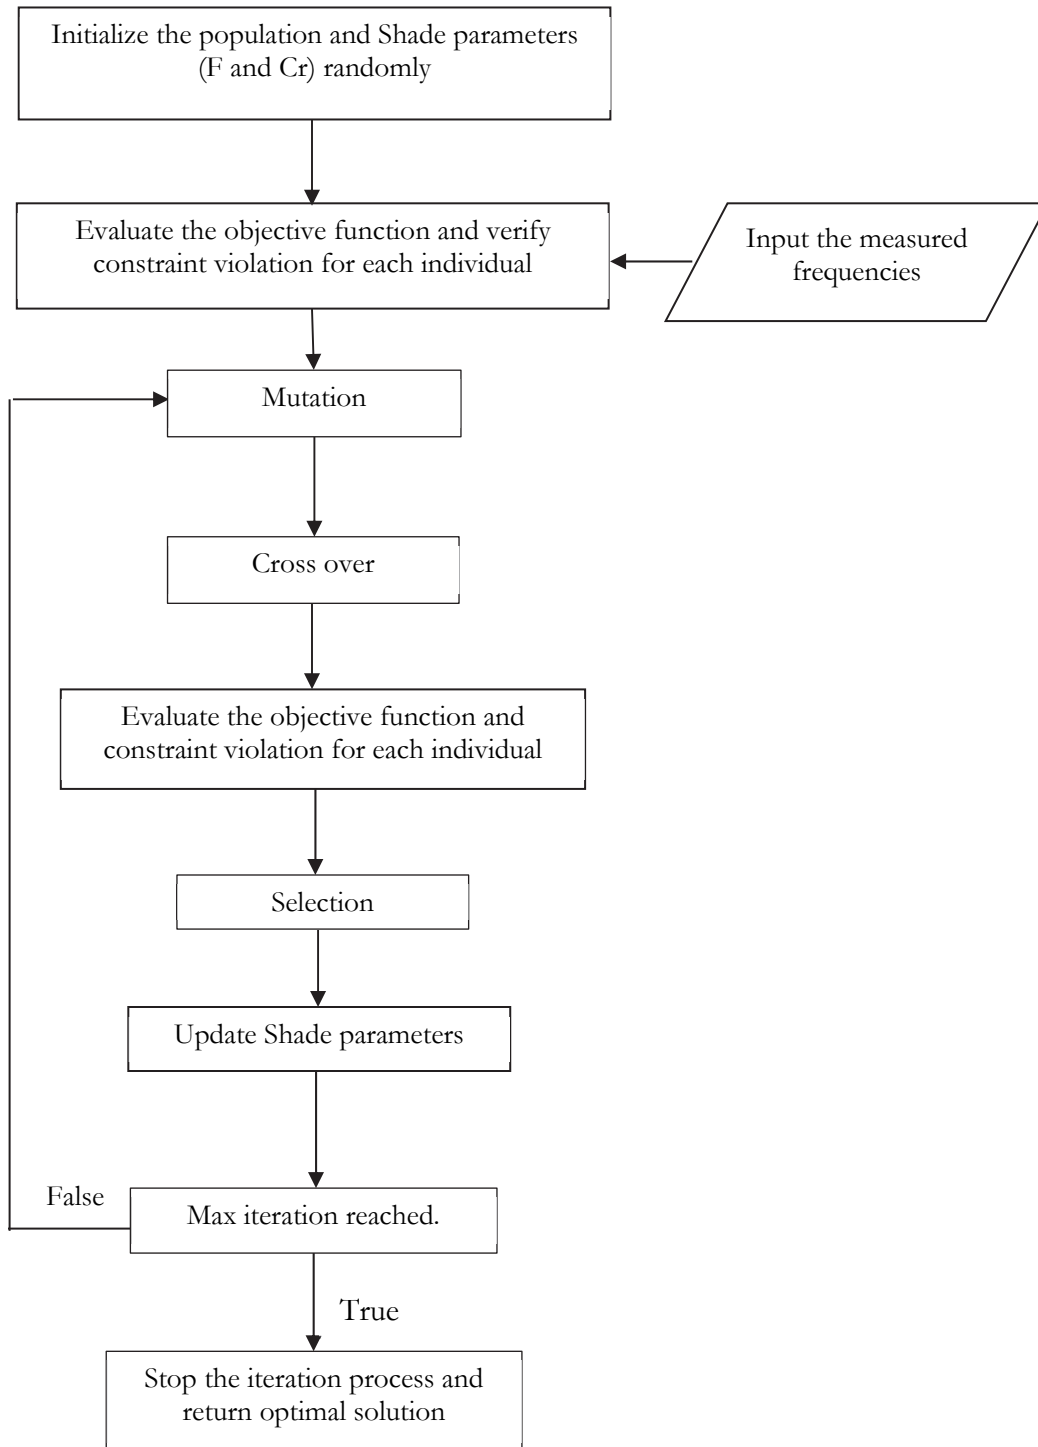 Initialize the population and Shade parameters
(F and Cr) randomly
Evaluate the objective function and verify
constraint violation for each individual
Input the measured
frequencies
Mutation
Cross over
Evaluate the objective function and
constraint violation for each individual
Selection
Update Shade parameters
False
Max iteration reached.
True
Stop the iteration process and
return optimal solution